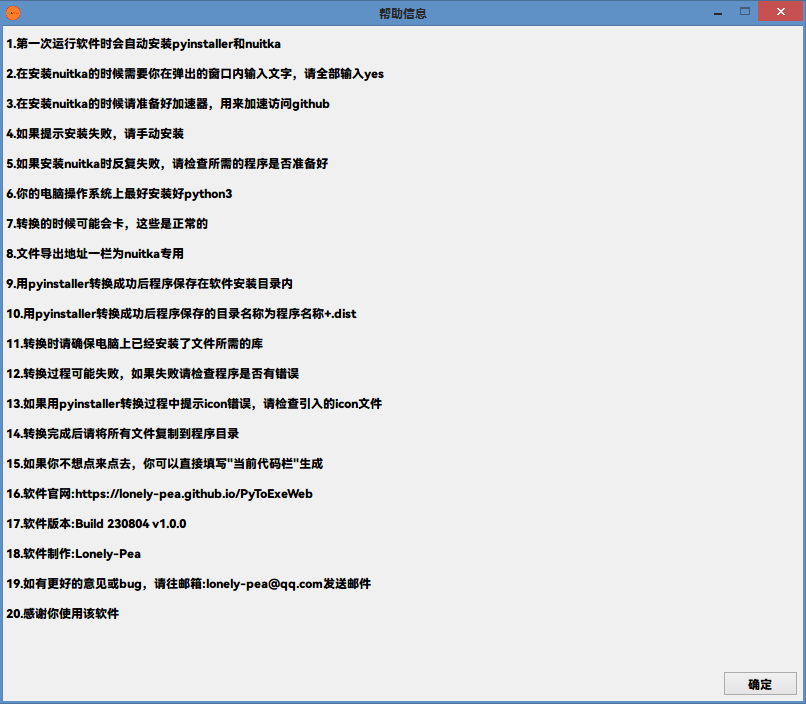 帮助信息
1.第一次运行软件时会自动安装pyinstaller和nuitka
2.在安装nuitka的时候需要你在弹出的窗口内输入文字，请全部输入yes
3.在安装nuitka的时候请准备好加速器，用来加速访问github
4.如果提示安装失败，请手动安装
5.如果安装nuitka时反复失败，请检查所需的程序是否准备好
6.你的电脑操作系统上最好安装好python3
7.转换的时候可能会卡，这些是正常的
8.文件导出地址一栏为nuitka专用
9.用pyinstaller转换成功后程序保存在软件安装目录内
10.用pyinstaller转换成功后程序保存的目录名称为程序名称+.dist
11.转换时请确保电脑上已经安装了文件所需的库
12.转换过程可能失败，如果失败请检查程序是否有错误
13.如果用pyinstaller转换过程中提示icon错误，请检查引入的icon文件
14.转换完成后请将所有文件复制到程序目录
15.如果你不想点来点去，你可以直接填写"当前代码栏"生成
16.软件官网:https://lonely-pea.github.io/PyToExeWeb
17.软件版本:Build 230804 v1.0.0
18.软件制作:Lonely-Pea
19.如有更好的意见或bug，请往邮箱:lonely-pea@qq.com发送邮件
20.感谢你使用该软件
确定